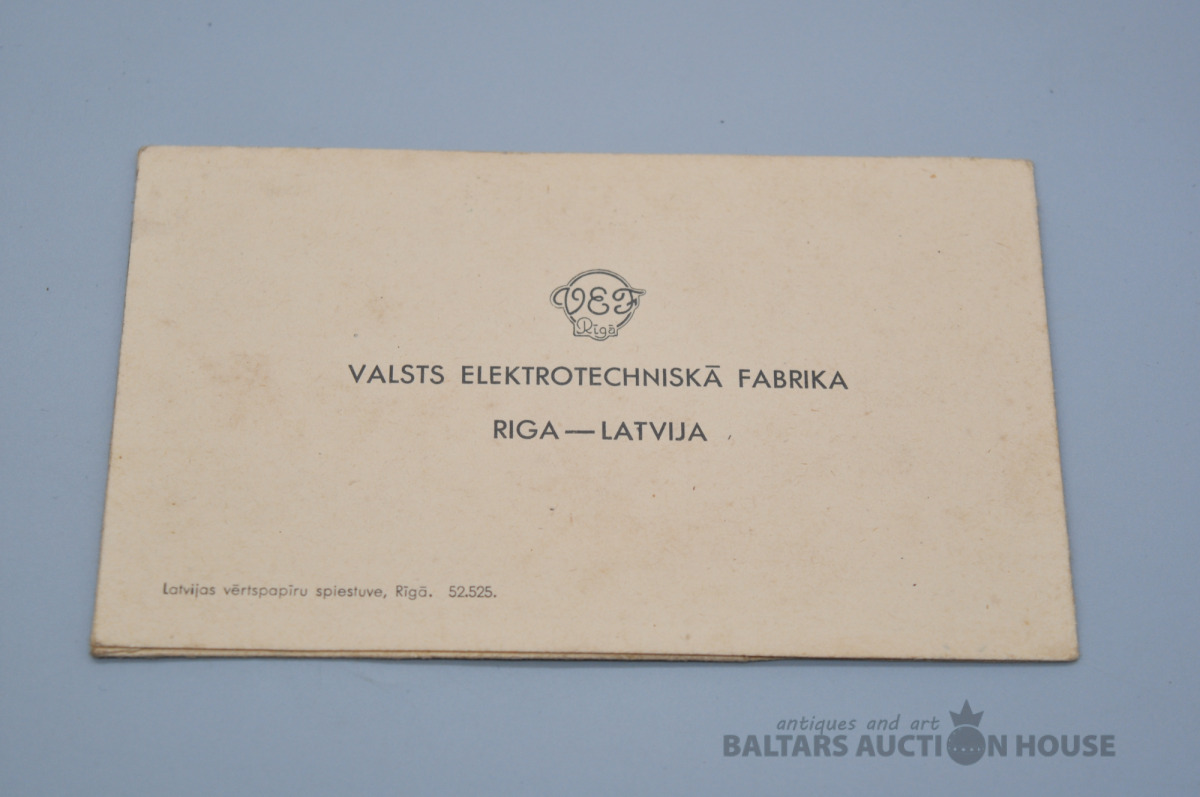 VEF
Rīgā
VALSTS ELEKTROTECHNISKĀ FABRIKA
RIGA — LATVIJA
Latvijas vērtspapīru spiestuve, Rīgā. 52.525.
antiques and art
BALTARS AUCTION HOUSE